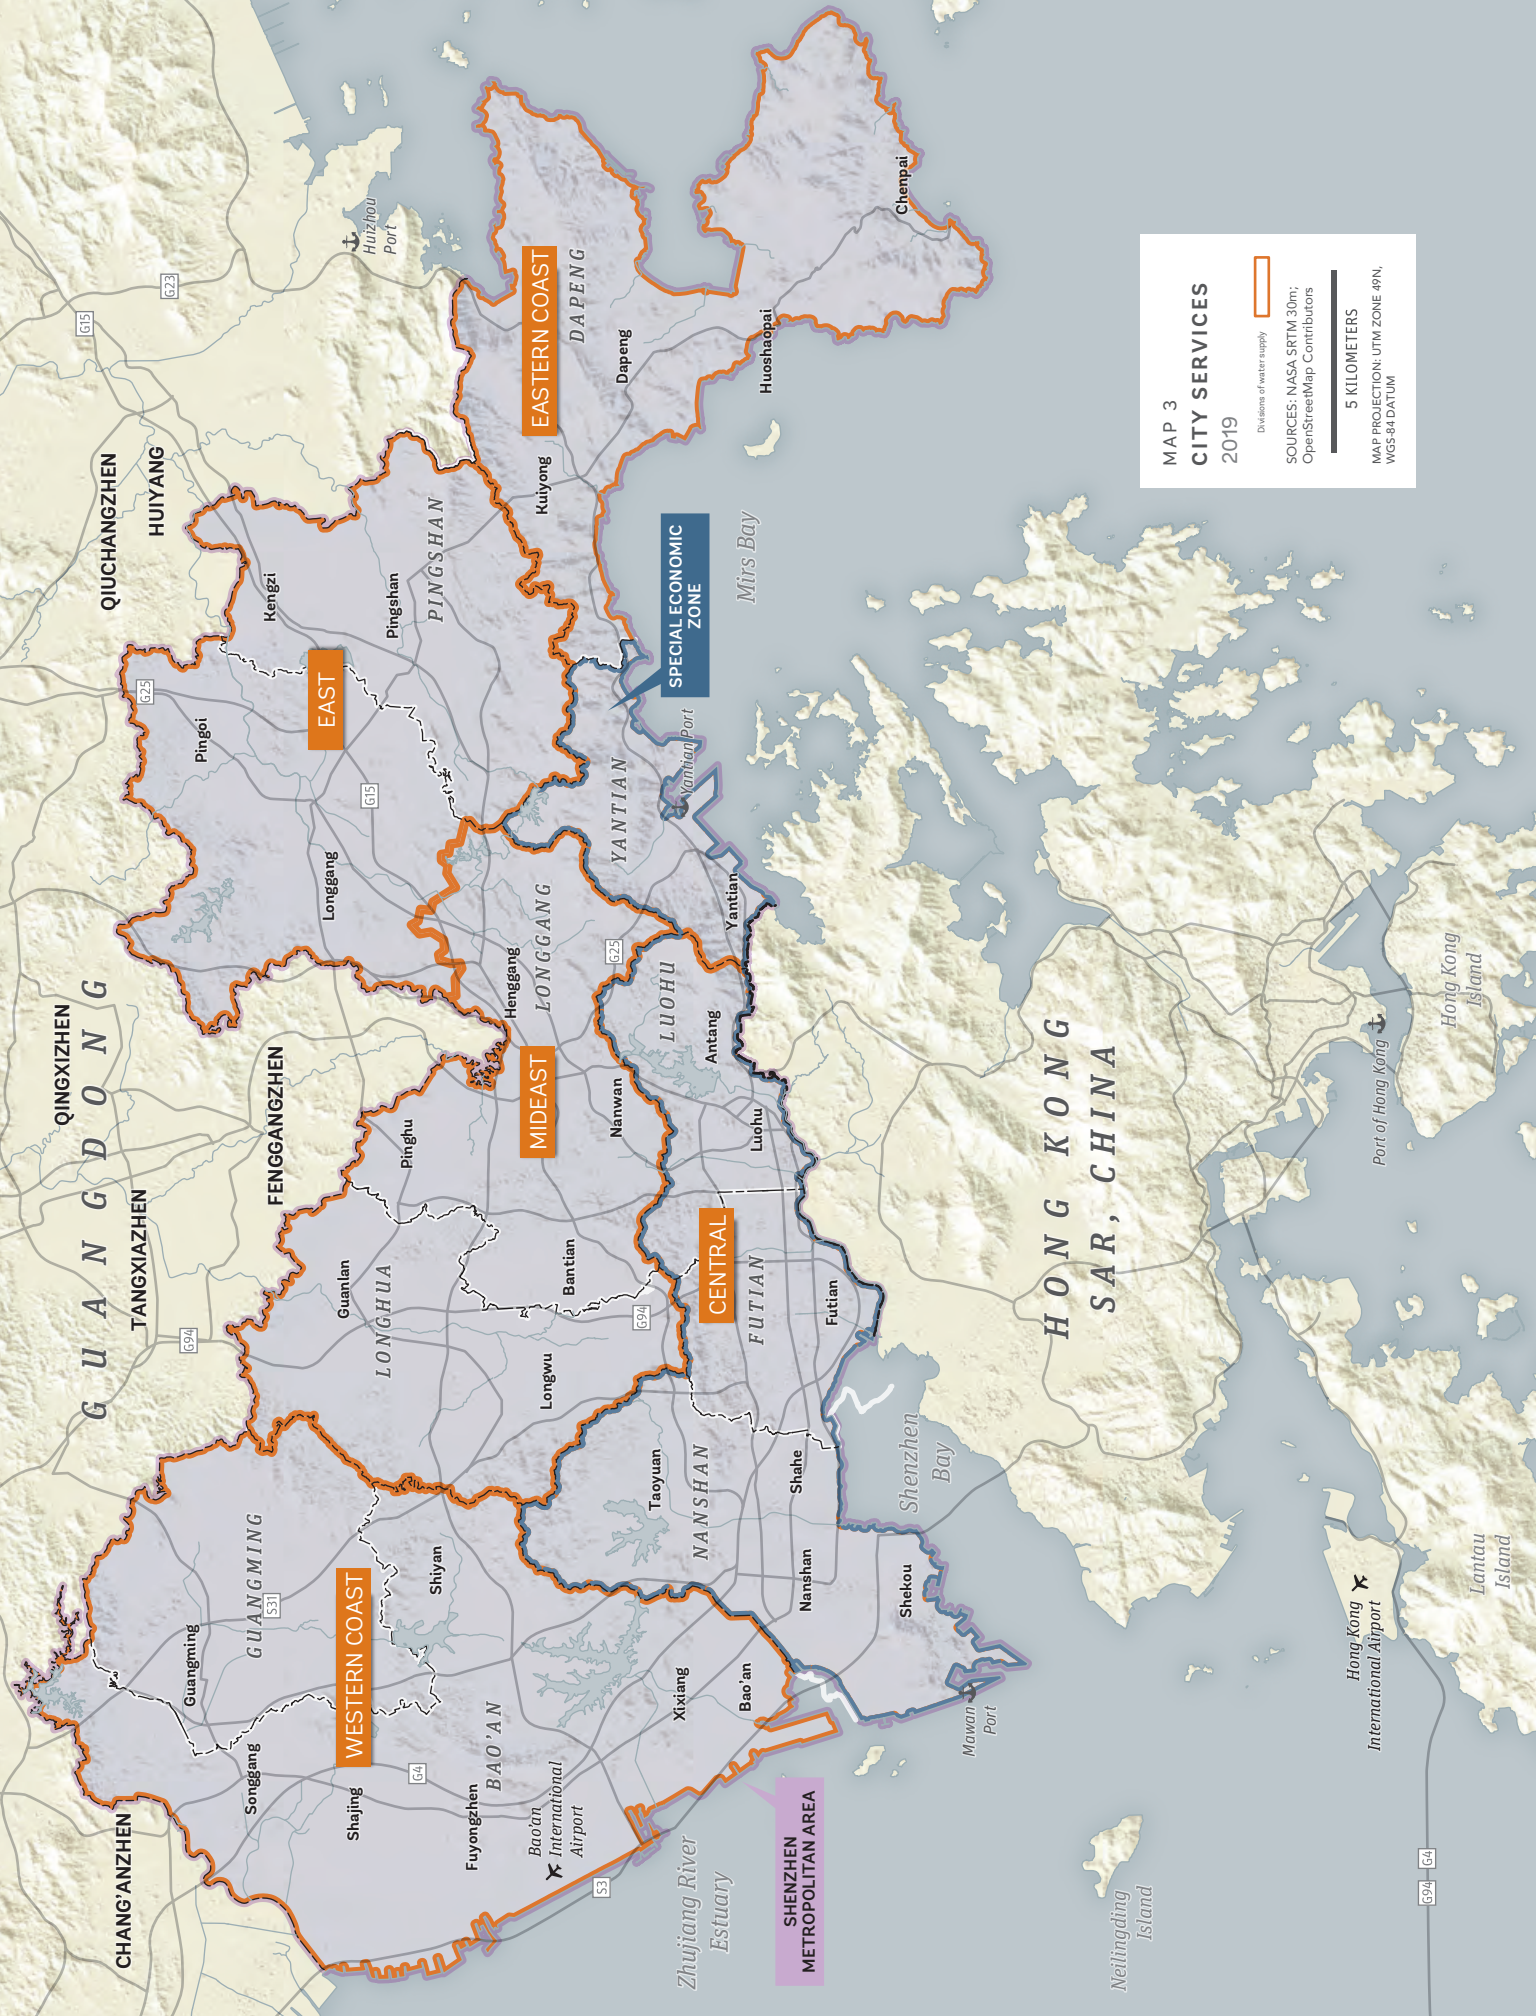 GUANGDONG
CHANG'ANZHEN
TANGXIAZHEN
QINGXIZHEN
FENGGANGZHEN
QIUCHANGZHEN
HUIYANG
G94
G25
G15
G23
Huizhou
Port
WESTERN COAST
GUANGMING
Guangming
S31
Songgang
Shajing
Shiyan
G4
Fuyongzhen
BAO'AN
Bao'an
International
Airport
S3
Xixiang
Bao'an
LONGHUA
Guanlan
Longwu
Bantian
G94
MIDEAST
Pinghu
Nanwan
Henggang
LONGGANG
G25
EAST
Longgang
Pingoi
G15
Kengzi
Pingshan
PINGSHAN
EASTERN COAST
DAPENG
Kuiyong
Dapeng
Huoshaopai
Chenpai
CENTRAL
NANSHAN
Taoyuan
Shahe
Nanshan
Shekou
Mawan
Port
FUTIAN
Futian
LUOHU
Antang
Luohu
YANTIAN
Yantian
Yantian Port
SPECIAL ECONOMIC
ZONE
Mirs Bay
SHENZHEN
METROPOLITAN AREA
Zhujiang River
Estuary
Shenzhen
Bay
HONG KONG
SAR, CHINA
Neilingding
Island
Hong Kong
International Airport
Lantau
Island
Port of Hong Kong
Hong Kong
Island
G94
G4
MAP 3
CITY SERVICES
2019
Divisions of water supply
SOURCES: NASA SRTM 30m;
OpenStreetMap Contributors
5 KILOMETERS
MAP PROJECTION: UTM ZONE 49N,
WGS-84 DATUM